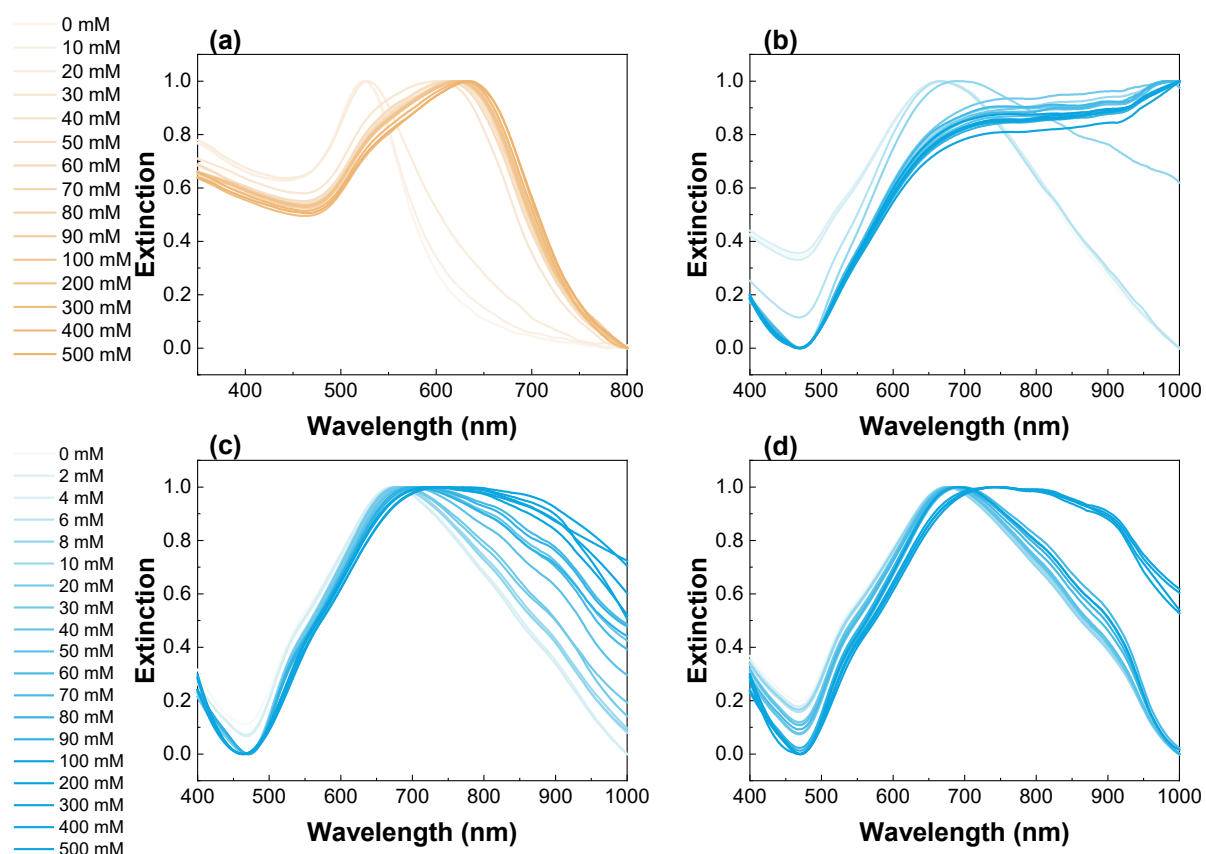 0 mM
10 mM
20 mM
30 mM
40 mM
50 mM
60 mM
70 mM
80 mM
90 mM
100 mM
200 mM
300 mM
400 mM
500 mM
(a)
Extinction
1.0
0.8
0.6
0.4
0.2
0.0
400 500 600 700 800
Wavelength (nm)
(b)
Extinction
1.0
0.8
0.6
0.4
0.2
0.0
400 500 600 700 800 900 1000
Wavelength (nm)
0 mM
2 mM
4 mM
6 mM
8 mM
10 mM
20 mM
30 mM
40 mM
50 mM
60 mM
70 mM
80 mM
90 mM
100 mM
200 mM
300 mM
400 mM
500 mM
(c)
Extinction
1.0
0.8
0.6
0.4
0.2
0.0
400 500 600 700 800 900 1000
Wavelength (nm)
(d)
Extinction
1.0
0.8
0.6
0.4
0.2
0.0
400 500 600 700 800 900 1000
Wavelength (nm)